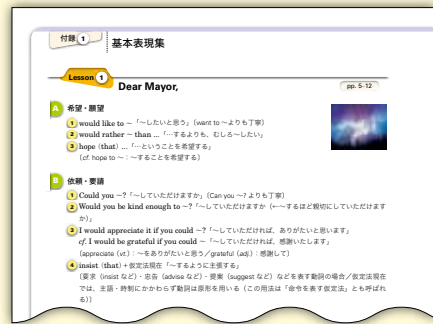 付録 1 基本表現集
Lesson 1 Dear Mayor, pp. 5-12
A 希望・願望
1 would like to ~「~したいと思う」〔want to ~よりも丁寧〕
2 would rather ~ than ...「…するよりも、むしろ~したい」
3 hope (that) ...「…ということを希望する」
〔cf. hope to ~：~することを希望する〕
B 依頼・要請
1 Could you ~?「~していただけますか」〔Can you ~? より丁寧〕
2 Would you be kind enough to ~?「~していただけますか（←~するほど親切にしていただけます
か）」
3 I would appreciate it if you could ~?「~していただければ、ありがたいと思います」
cf. I would be grateful if you could ~「~していただければ、感謝いたします」
〔appreciate (vt.)：~をありがたいと思う／grateful (adj.)：感謝して〕
4 insist (that)＋仮定法現在「~するように主張する」
〔要求（insist など）・忠告（advise など）・提案（suggest など）などを表す動詞の場合／仮定法現在
では、主語・時制にかかわらず動詞は原形を用いる（この用法は「命令を表す仮定法」とも呼ばれ
る）〕